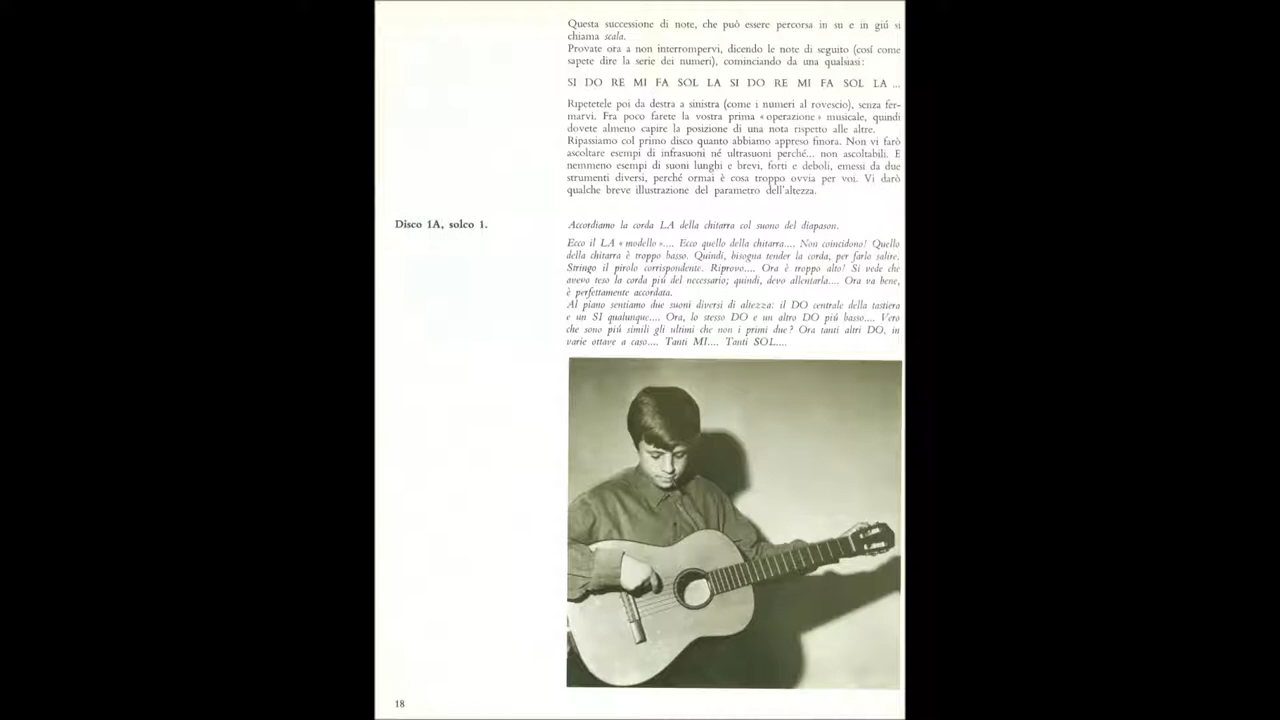 Questa successione di note, che può essere percorsa in su e in giú si
chiama scala.
Provate ora a non interrompervi, dicendo le note di seguito (cosí come
sapete dire la serie dei numeri), cominciando da una qualsiasi:
SI DO RE MI FA SOL LA SI DO RE MI FA SOL LA ...
Ripetetele poi da destra a sinistra (come i numeri al rovescio), senza fer-
marvi. Fra poco farete la vostra prima «operazione» musicale, quindi
dovete almeno capire la posizione di una nota rispetto alle altre.
Ripassiamo col primo disco quanto abbiamo appreso finora. Non vi farò
ascoltare esempi di infrasuoni né ultrasuoni perché... non ascoltabili. E
nemmeno esempi di suoni lunghi e brevi, forti e deboli, emessi da due
strumenti diversi, perché ormai è cosa troppo ovvia per voi. Vi darò
qualche breve illustrazione del parametro dell'altezza.
Disco 1A, solco 1.
Accordiamo la corda LA della chitarra col suono del diapason.
Ecco il LA «modello».... Ecco quello della chitarra.... Non coincidono! Quello
della chitarra è troppo basso. Quindi, bisogna tender la corda, per farlo salire.
Stringo il pirolo corrispondente. Riprovo.... Ora è troppo alto! Si vede che
avevo teso la corda piú del necessario; quindi, devo allentarla.... Ora va bene,
è perfettamente accordata.
Al piano sentiamo due suoni diversi di altezza: il DO centrale della tastiera
e un SI qualunque.... Ora, lo stesso DO e un altro DO piú basso.... Vero
che sono piú simili gli ultimi che non i primi due? Ora tanti altri DO, in
varie ottave a caso.... Tanti MI.... Tanti SOL....
18